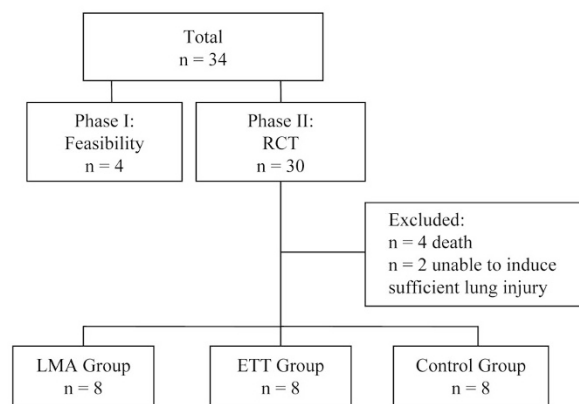 Total
n = 34
Phase I:
Feasibility
n = 4
Phase II:
RCT
n = 30
Excluded:
n = 4 death
n = 2 unable to induce
sufficient lung injury
LMA Group
n = 8
ETT Group
n = 8
Control Group
n = 8